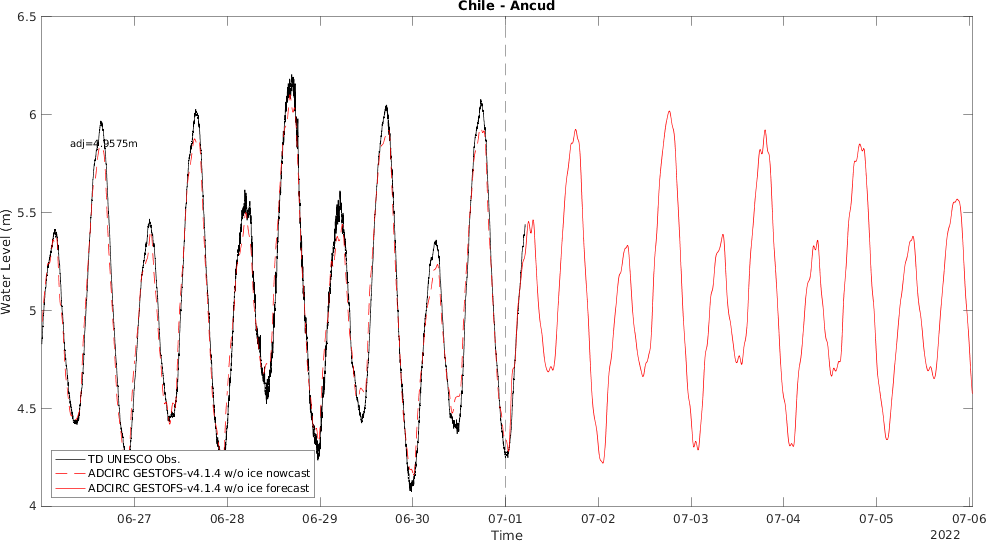 Chile - Ancud
6.5
6
5.5
5
4.5
4
Water Level (m)
adj=4.9575m
TD UNESCO Obs.
ADCIRC GESTOFS-v4.1.4 w/o ice nowcast
ADCIRC GESTOFS-v4.1.4 w/o ice forecast
06-27 06-28 06-29 06-30 07-01 07-02 07-03 07-04 07-05 07-06
Time
2022